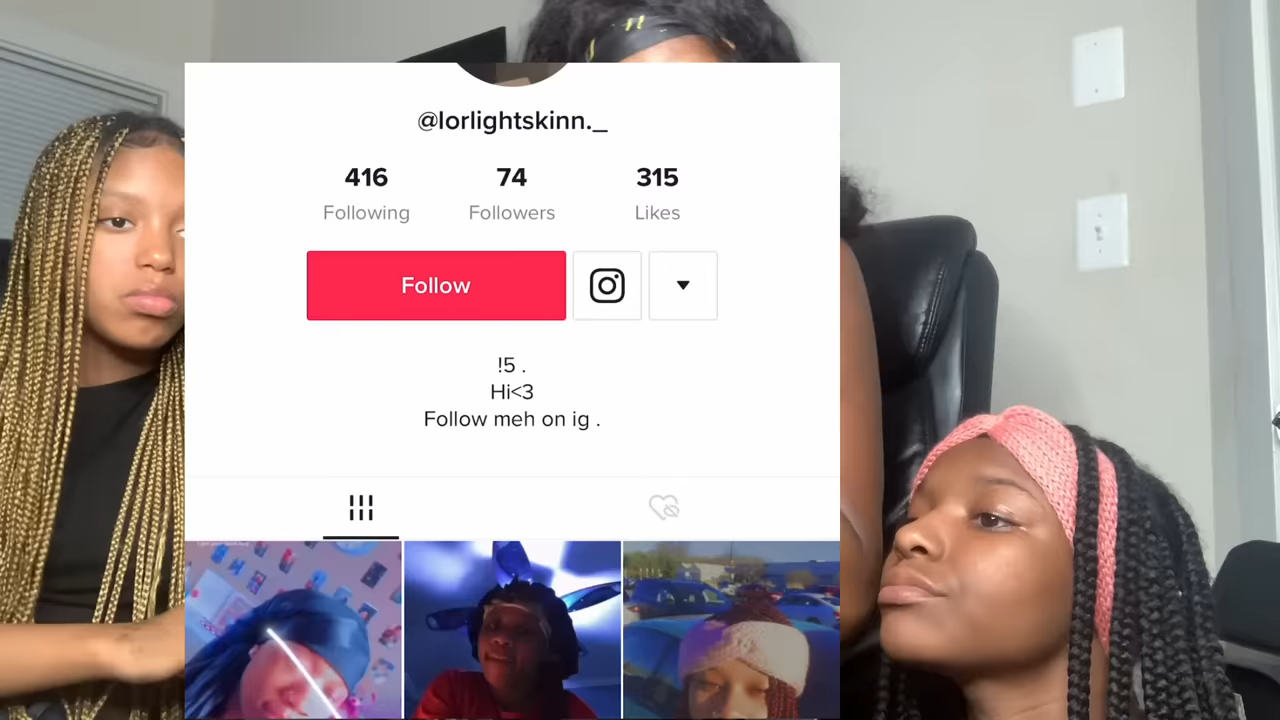 @lorlightskinn._
416 74 315
Following Followers Likes
Follow
!5 .
Hi<3
Follow meh on ig .